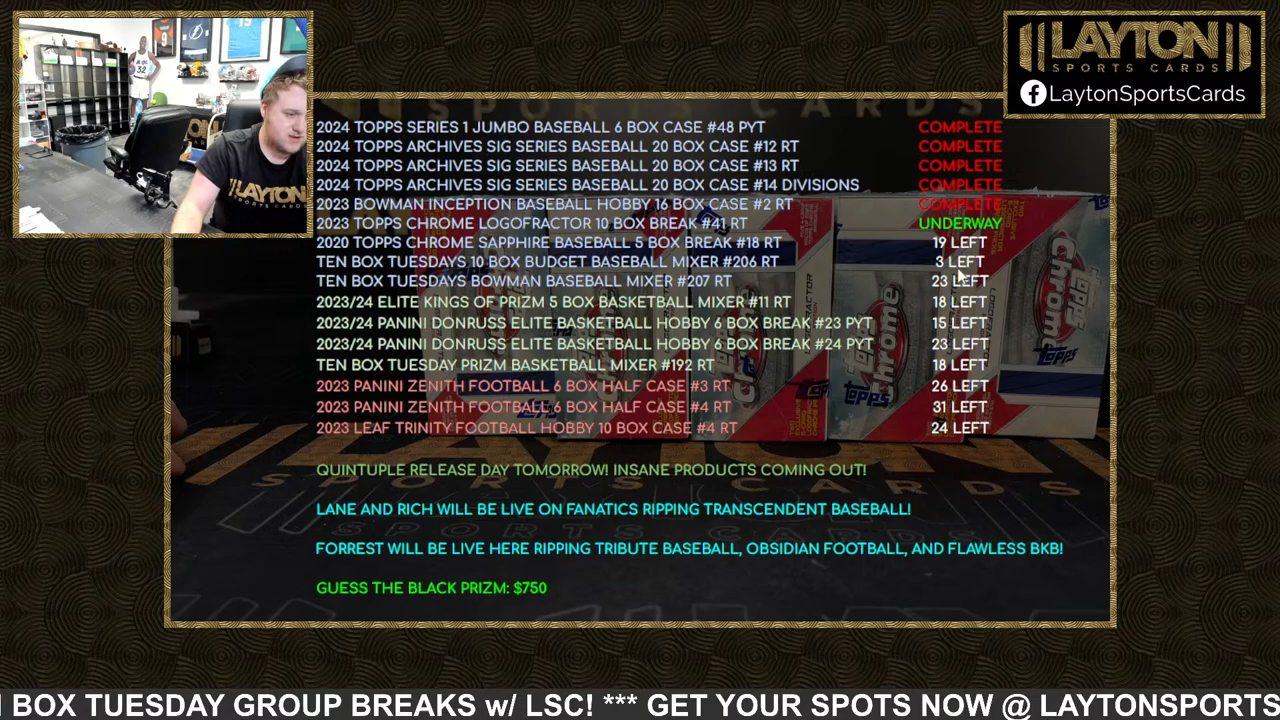 LAYTON
SPORTS CARDS
LaytonSportsCards
2024 TOPPS SERIES 1 JUMBO BASEBALL 6 BOX CASE #48 PYT COMPLETE
2024 TOPPS ARCHIVES SIG SERIES BASEBALL 20 BOX CASE #12 RT COMPLETE
2024 TOPPS ARCHIVES SIG SERIES BASEBALL 20 BOX CASE #13 RT COMPLETE
2024 TOPPS ARCHIVES SIG SERIES BASEBALL 20 BOX CASE #14 DIVISIONS COMPLETE
2023 BOWMAN INCEPTION BASEBALL HOBBY 16 BOX CASE #2 RT COMPLETE
2023 TOPPS CHROME LOGOFRACTOR 10 BOX BREAK #41 RT UNDERWAY
2020 TOPPS CHROME SAPPHIRE BASEBALL 5 BOX BREAK #18 RT 19 LEFT
TEN BOX TUESDAYS 10 BOX BUDGET BASEBALL MIXER #206 RT 3 LEFT
TEN BOX TUESDAYS BOWMAN BASEBALL MIXER #207 RT 23 LEFT
2023/24 ELITE KINGS OF PRIZM 5 BOX BASKETBALL MIXER #11 RT 18 LEFT
2023/24 PANINI DONRUSS ELITE BASKETBALL HOBBY 6 BOX BREAK #23 PYT 15 LEFT
2023/24 PANINI DONRUSS ELITE BASKETBALL HOBBY 6 BOX BREAK #24 PYT 23 LEFT
TEN BOX TUESDAY PRIZM BASKETBALL MIXER #192 RT 18 LEFT
2023 PANINI ZENITH FOOTBALL 6 BOX HALF CASE #3 RT 26 LEFT
2023 PANINI ZENITH FOOTBALL 6 BOX HALF CASE #4 RT 31 LEFT
2023 LEAF TRINITY FOOTBALL HOBBY 10 BOX CASE #4 RT 24 LEFT
QUINTUPLE RELEASE DAY TOMORROW! INSANE PRODUCTS COMING OUT!
LANE AND RICH WILL BE LIVE ON FANATICS RIPPING TRANSCENDENT BASEBALL!
FORREST WILL BE LIVE HERE RIPPING TRIBUTE BASEBALL, OBSIDIAN FOOTBALL, AND FLAWLESS BKB!
GUESS THE BLACK PRIZM: $750
BOX TUESDAY GROUP BREAKS w/ LSC! *** GET YOUR SPOTS NOW @ LAYTONSPORTS